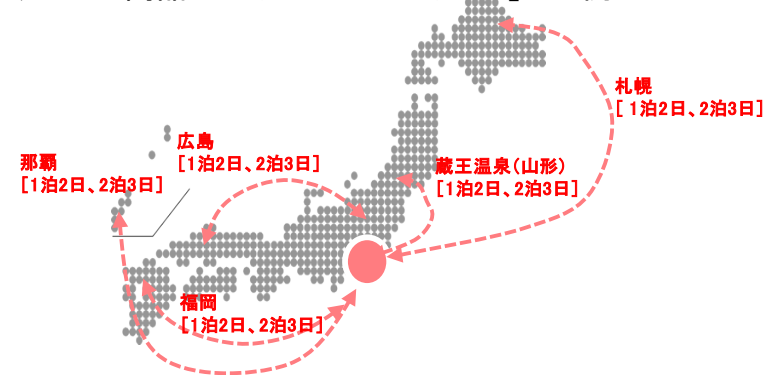 札幌
[ 1泊2日、2泊3日]
広島
[1泊2日、2泊3日]
那覇
[1泊2日、2泊3日]
蔵王温泉(山形)
[1泊2日、2泊3日]
福岡
[1泊2日、2泊3日]